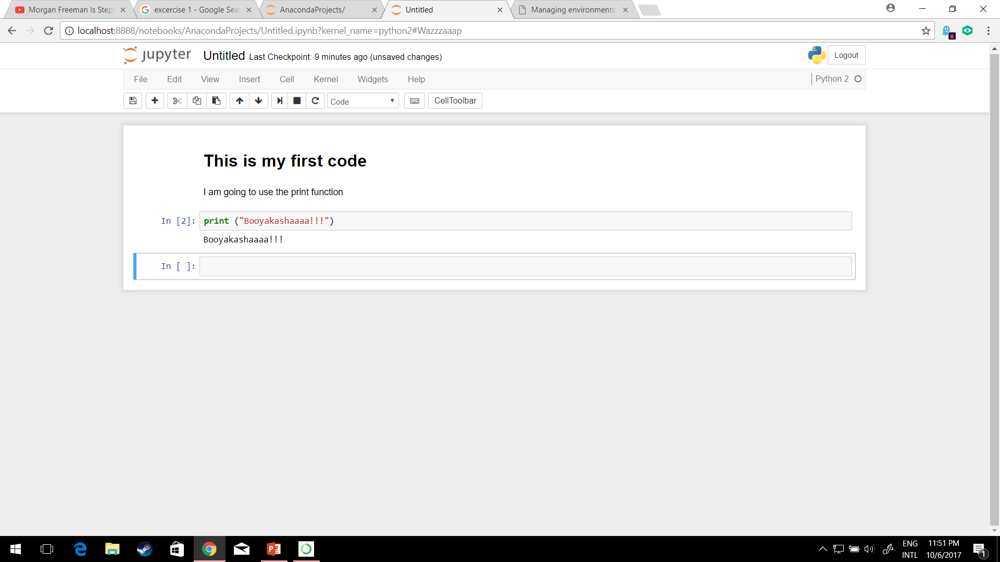 Morgan Freeman Is Step
excercise 1 - Google Sea
AnacondaProjects/
Untitled
Managing environments
localhost:8888/notebooks/AnacondaProjects/Untitled.ipynb?kernel_name=python2#Wazzzaaap
0
jupyter
Untitled Last Checkpoint: 9 minutes ago (unsaved changes)
Logout
File Edit View Insert Cell Kernel Widgets Help
Python 2
Code
CellToolbar
This is my first code
I am going to use the print function
In [2]: print ("Booyakashaaaa!!!")
Booyakashaaaa!!!
In [ ]:
ENG
INTL
11:51 PM
10/6/2017
1